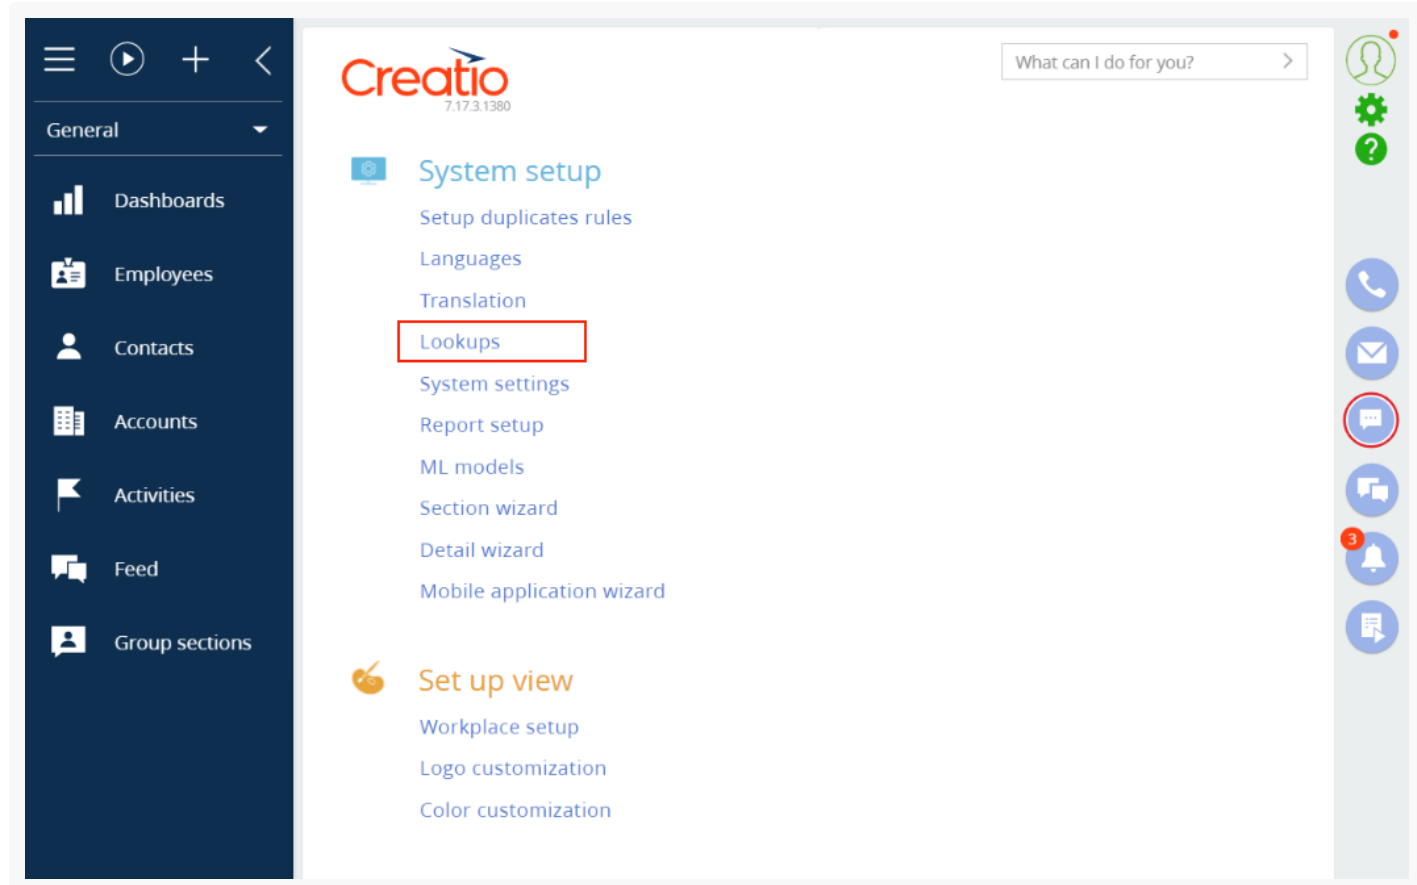 General
Dashboards
Employees
Contacts
Accounts
Activities
Feed
Group sections
Creatio
7.17.3.1380
What can I do for you?
System setup
Setup duplicates rules
Languages
Translation
Lookups
System settings
Report setup
ML models
Section wizard
Detail wizard
Mobile application wizard
Set up view
Workplace setup
Logo customization
Color customization
?
3